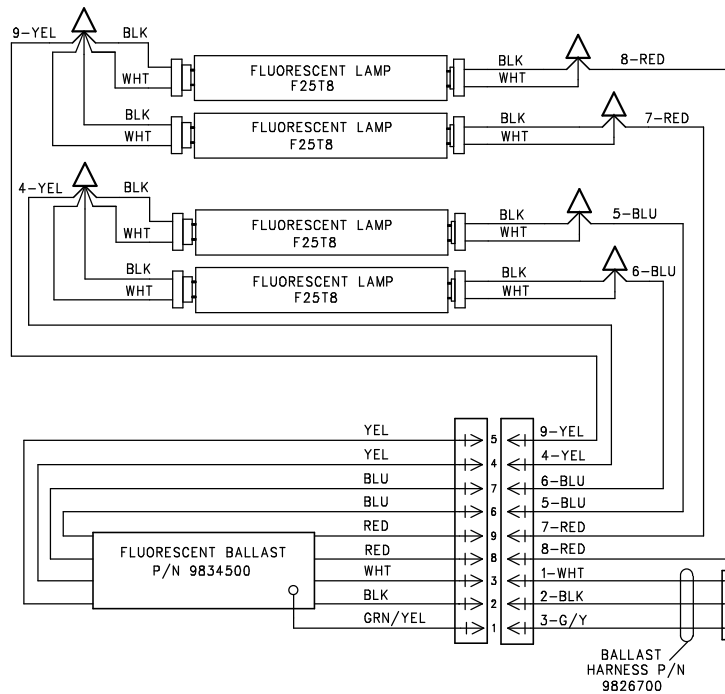 9-YEL BLK BLK 8-RED
WHT FLUORESCENT LAMP WHT
F25T8
BLK FLUORESCENT LAMP BLK 7-RED
WHT F25T8 WHT
4-YEL BLK BLK 5-BLU
WHT FLUORESCENT LAMP WHT
F25T8
BLK FLUORESCENT LAMP BLK 6-BLU
WHT F25T8 WHT
YEL 5 9-YEL
YEL 4 4-YEL
BLU 7 6-BLU
BLU 6 5-BLU
RED 9 7-RED
FLUORESCENT BALLAST RED 8 8-RED
P/N 9834500 WHT 3 1-WHT
BLK 2 2-BLK
GRN/YEL 1 3-G/Y
BALLAST
HARNESS P/N
9826700